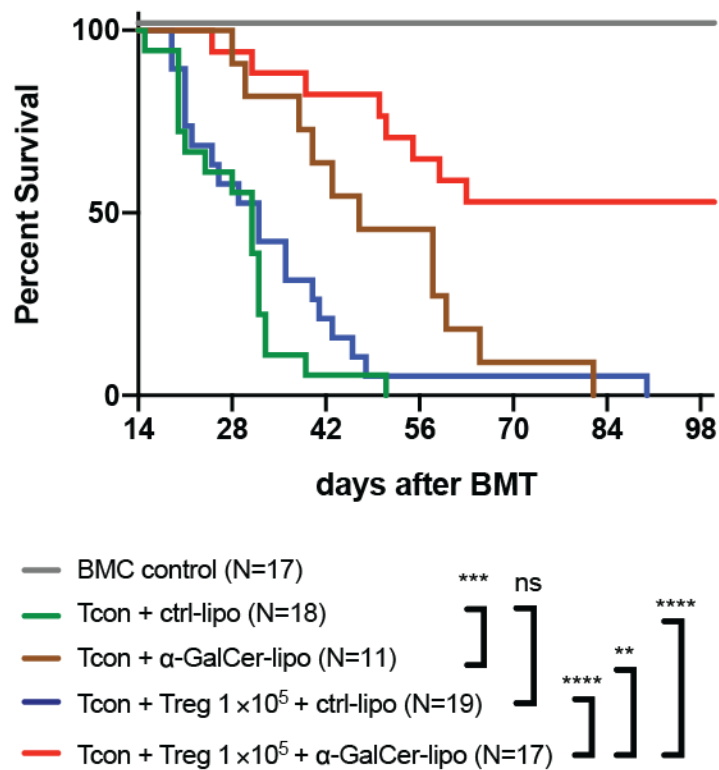 100
50
0
Percent Survival
14 28 42 56 70 84 98
days after BMT
BMC control (N=17)
*** ns
Tcon + ctrl-lipo (N=18)
****
Tcon + α-GalCer-lipo (N=11)
**
Tcon + Treg 1×10⁵ + ctrl-lipo (N=19)
****
Tcon + Treg 1×10⁵ + α-GalCer-lipo (N=17)